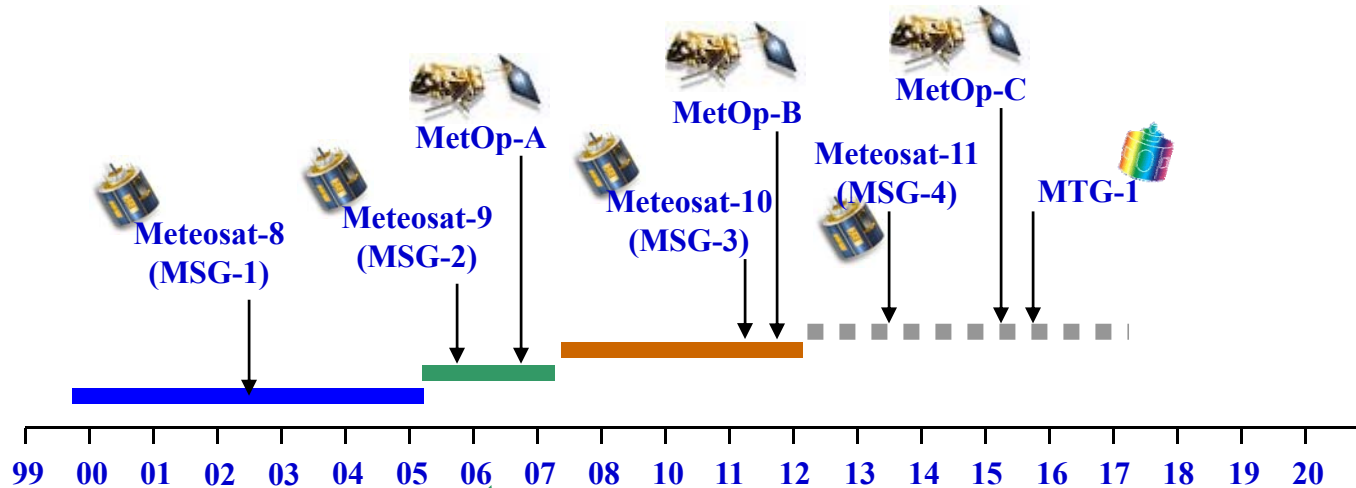 MetOp-C
MetOp-B
MetOp-A
Meteosat-11
(MSG-4)
MTG-1
Meteosat-10
(MSG-3)
Meteosat-9
(MSG-2)
Meteosat-8
(MSG-1)
99 00 01 02 03 04 05 06 07 08 10 11 12 13 14 15 16 17 18 19 20